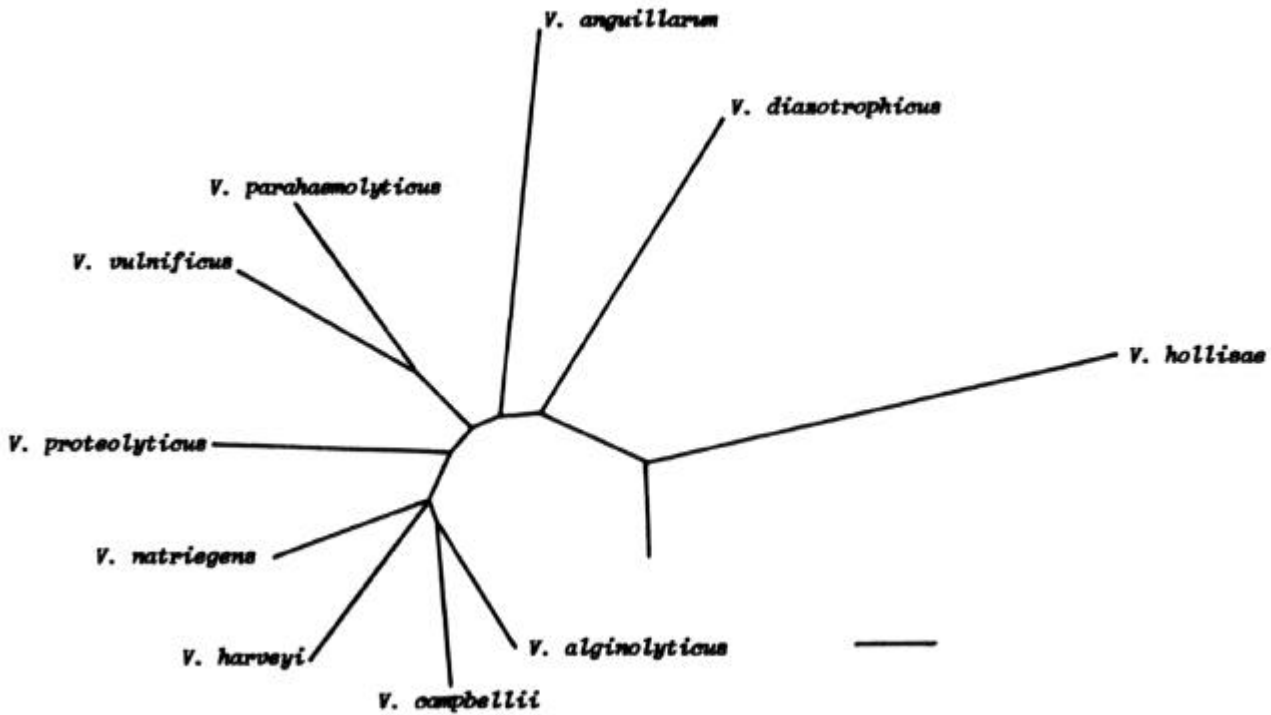 V. anguillarum
V. diazotrophicus
V. parahaemolyticus
V. vulnificus
V. hollisae
V. proteolyticus
V. natriegens
V. harveyi
V. alginolyticus
V. campbellii